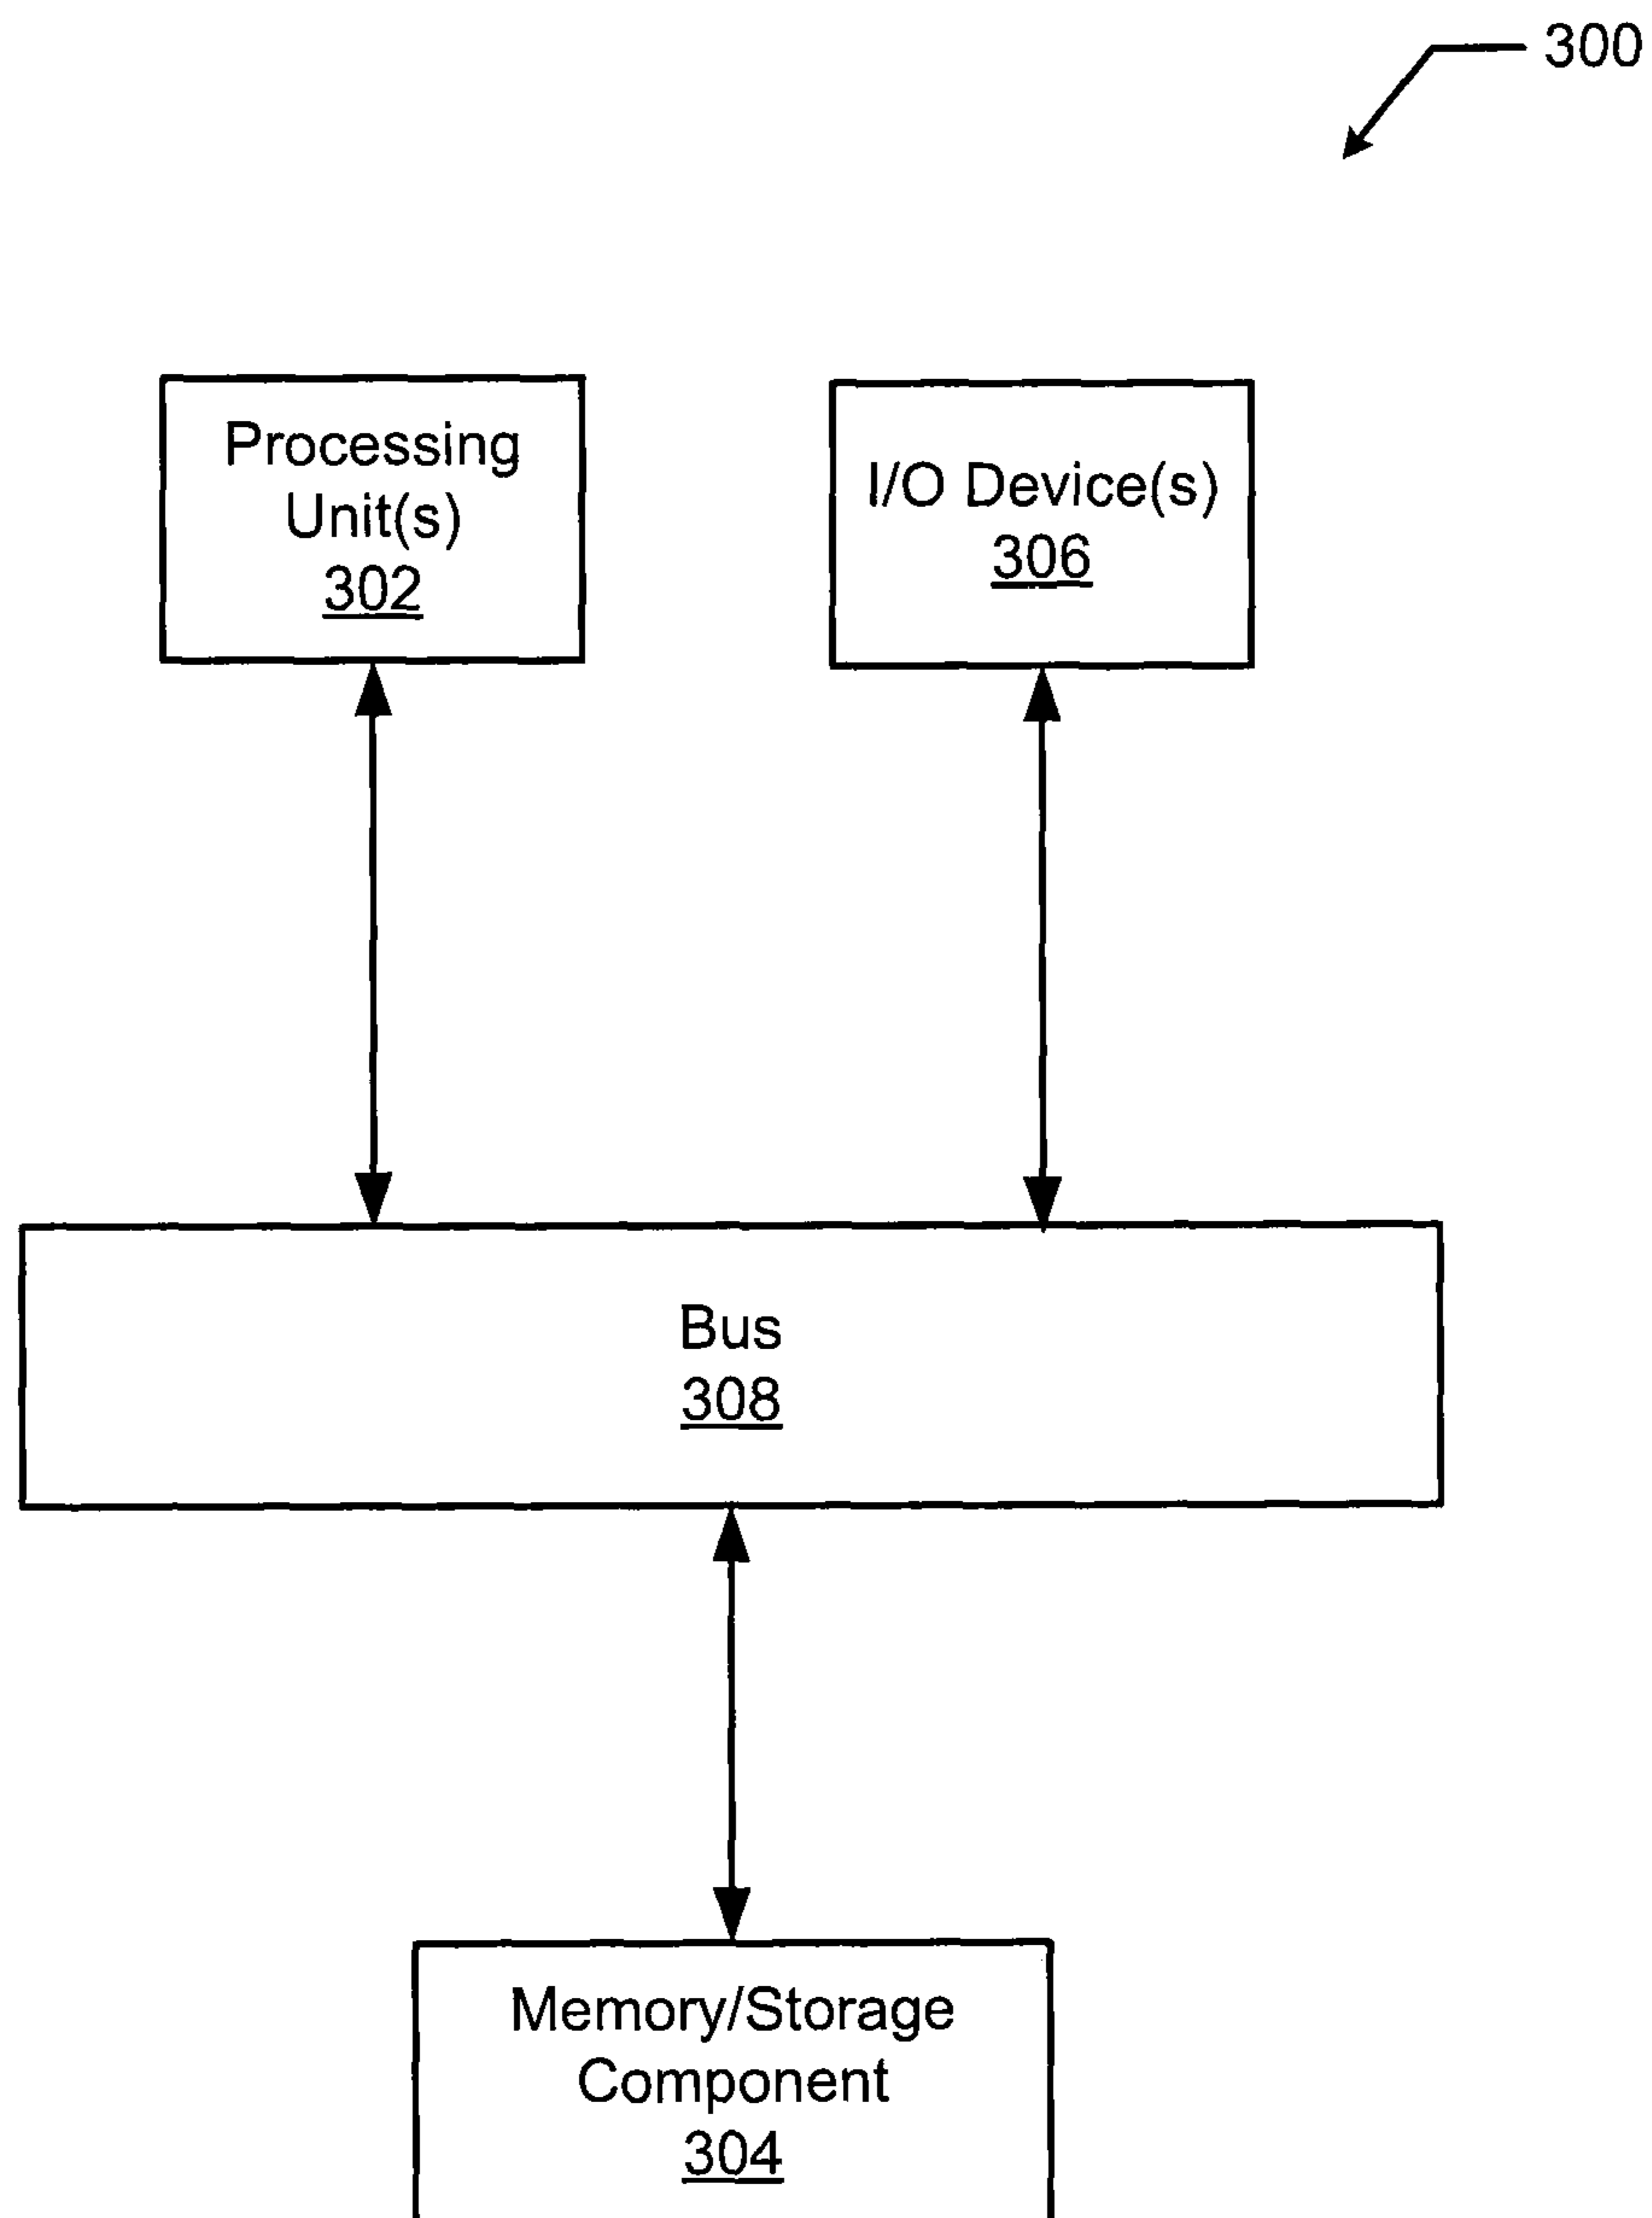 300
Processing
Unit(s)
302
I/O Device(s)
306
Bus
308
Memory/Storage
Component
304